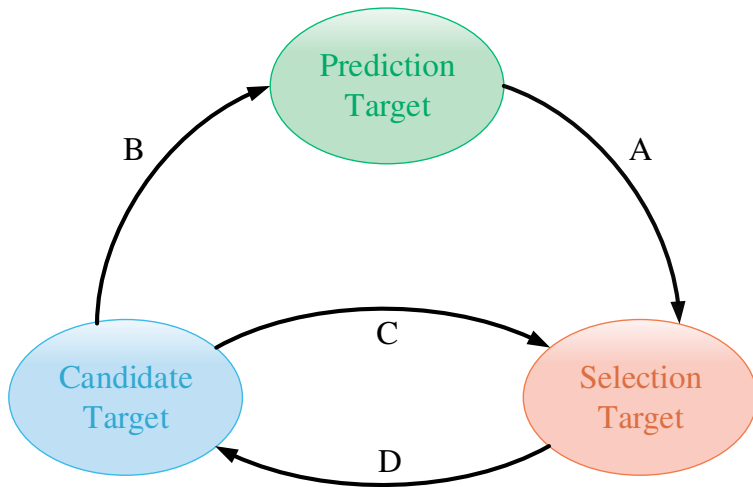 Prediction
Target
B
A
C
Candidate
Target
Selection
Target
D